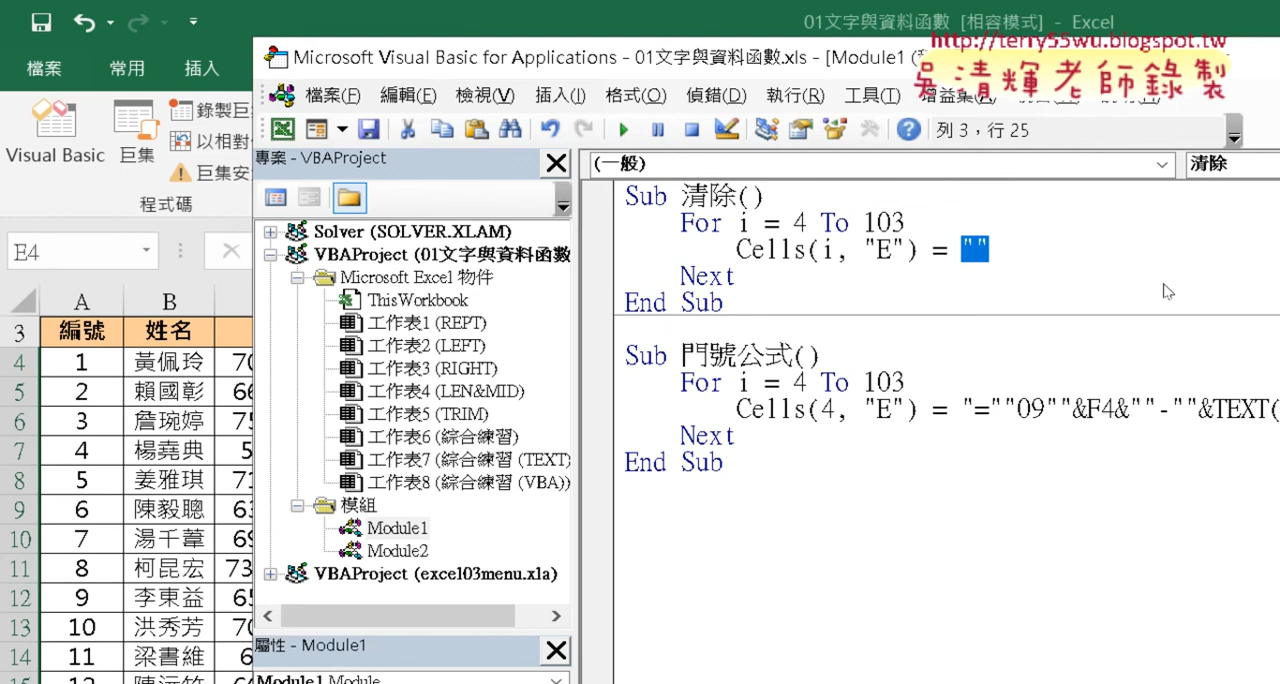 01文字與資料函數 [相容模式] - Excel
http://terry55wu.blogspot.tw
吳清輝老師錄製
檔案 常用 插入
Visual Basic
巨集
錄製巨
以相對
巨集安
程式碼
E4
Microsoft Visual Basic for Applications - 01文字與資料函數.xls - [Module1
檔案(F) 編輯(E) 檢視(V) 插入(I) 格式(O) 偵錯(D) 執行(R) 工具(T)
列 3，行 25
專案 - VBAProject
Solver (SOLVER.XLAM)
VBAProject (01文字與資料函數
Microsoft Excel 物件
ThisWorkbook
工作表1 (REPT)
工作表2 (LEFT)
工作表3 (RIGHT)
工作表4 (LEN&MID)
工作表5 (TRIM)
工作表6 (綜合練習)
工作表7 (綜合練習 (TEXT)
工作表8 (綜合練習 (VBA))
模組
Module1
Module2
VBAProject (excel03menu.xla)
屬性 - Module1
Module1 Module
(一般)
清除
Sub 清除()
For i = 4 To 103
Cells(i, "E") = ""
Next
End Sub
Sub 門號公式()
For i = 4 To 103
Cells(4, "E") = "=""09""&F4&""-""&TEXT(
Next
End Sub
A B
3 編號 姓名
4 1 黃佩玲 70
5 2 賴國彰 66
6 3 詹琬婷 75
7 4 楊堯典 5
8 5 姜雅琪 71
9 6 陳毅聰 63
10 7 湯千葦 69
11 8 柯昆宏 73
12 9 李東益 65
13 10 洪秀芳 70
14 11 梁書維 6